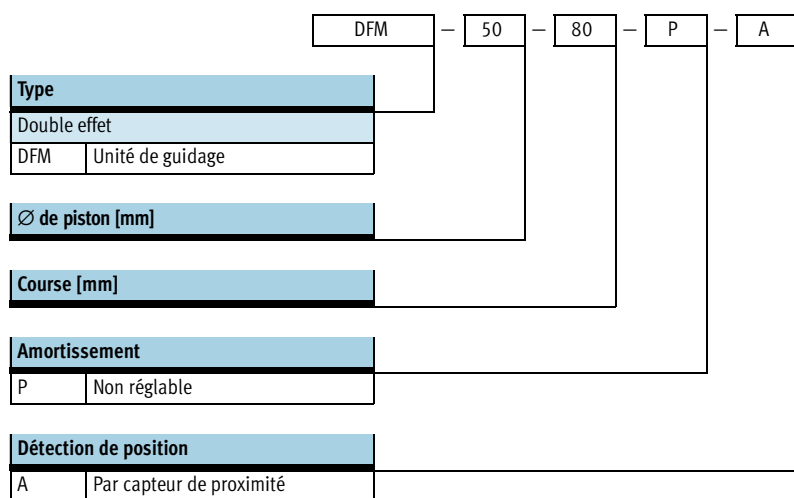 DFM — 50 — 80 — P — A
Type
Double effet
DFM Unité de guidage
∅ de piston [mm]
Course [mm]
Amortissement
P Non réglable
Détection de position
A Par capteur de proximité